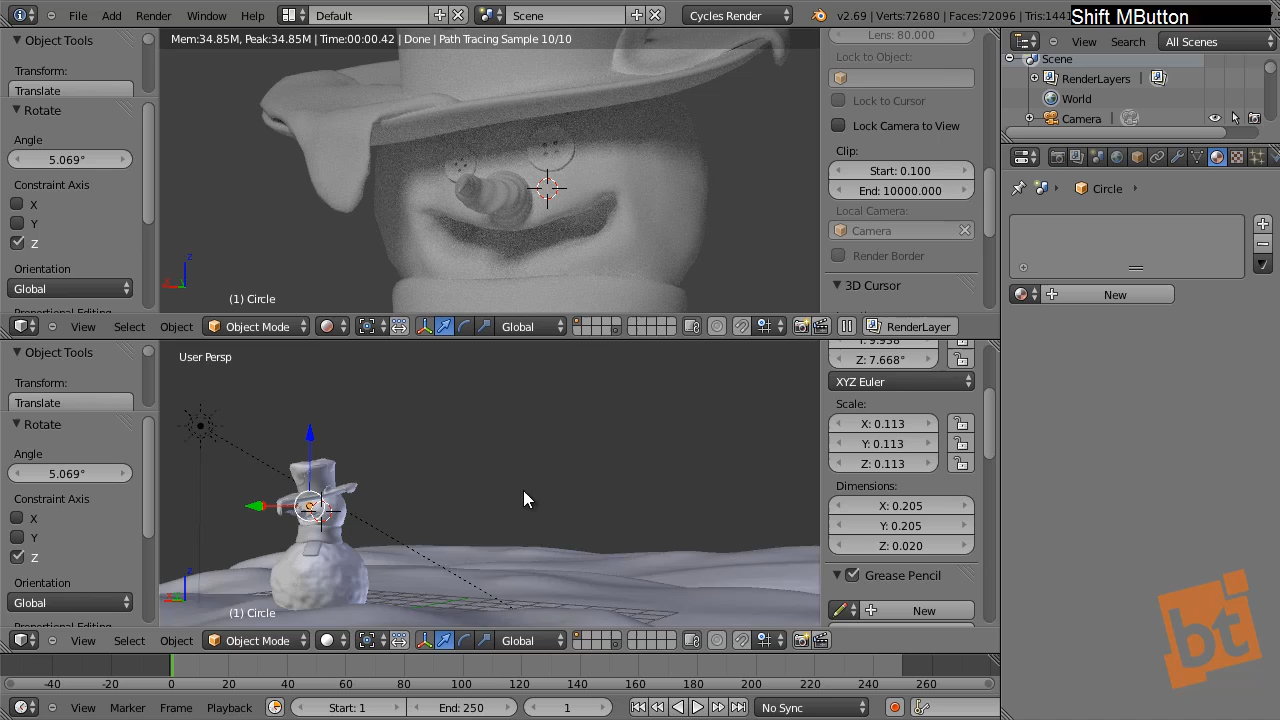 File Add Render Window Help Default Scene Cycles Render v2.69 | Verts:72680 | Faces:72096 | Tris:1441
Shift MButton
Object Tools
Transform:
Translate
Rotate
Angle
5.069°
Constraint Axis
X
Y
Z
Orientation
Global
Mem:34.85M, Peak:34.85M | Time:00:00.42 | Done | Path Tracing Sample 10/10
(1) Circle
Lens: 80.000
Lock to Object:
Lock to Cursor
Lock Camera to View
Clip:
Start: 0.100
End: 10000.000
Local Camera:
Camera
Render Border
3D Cursor
View Select Object Object Mode Global RenderLayer
Object Tools
Transform:
Translate
Rotate
Angle
5.069°
Constraint Axis
X
Y
Z
Orientation
Global
User Persp
(1) Circle
Z: 7.668°
XYZ Euler
Scale:
X: 0.113
Y: 0.113
Z: 0.113
Dimensions:
X: 0.205
Y: 0.205
Z: 0.020
Grease Pencil
New
View Select Object Object Mode Global
-40 -20 0 20 40 60 80 100 120 140 160 180 200 220 240 260
View Marker Frame Playback Start: 1 End: 250 1 No Sync
View Search All Scenes
Scene
RenderLayers
World
Camera
Circle
New
bt